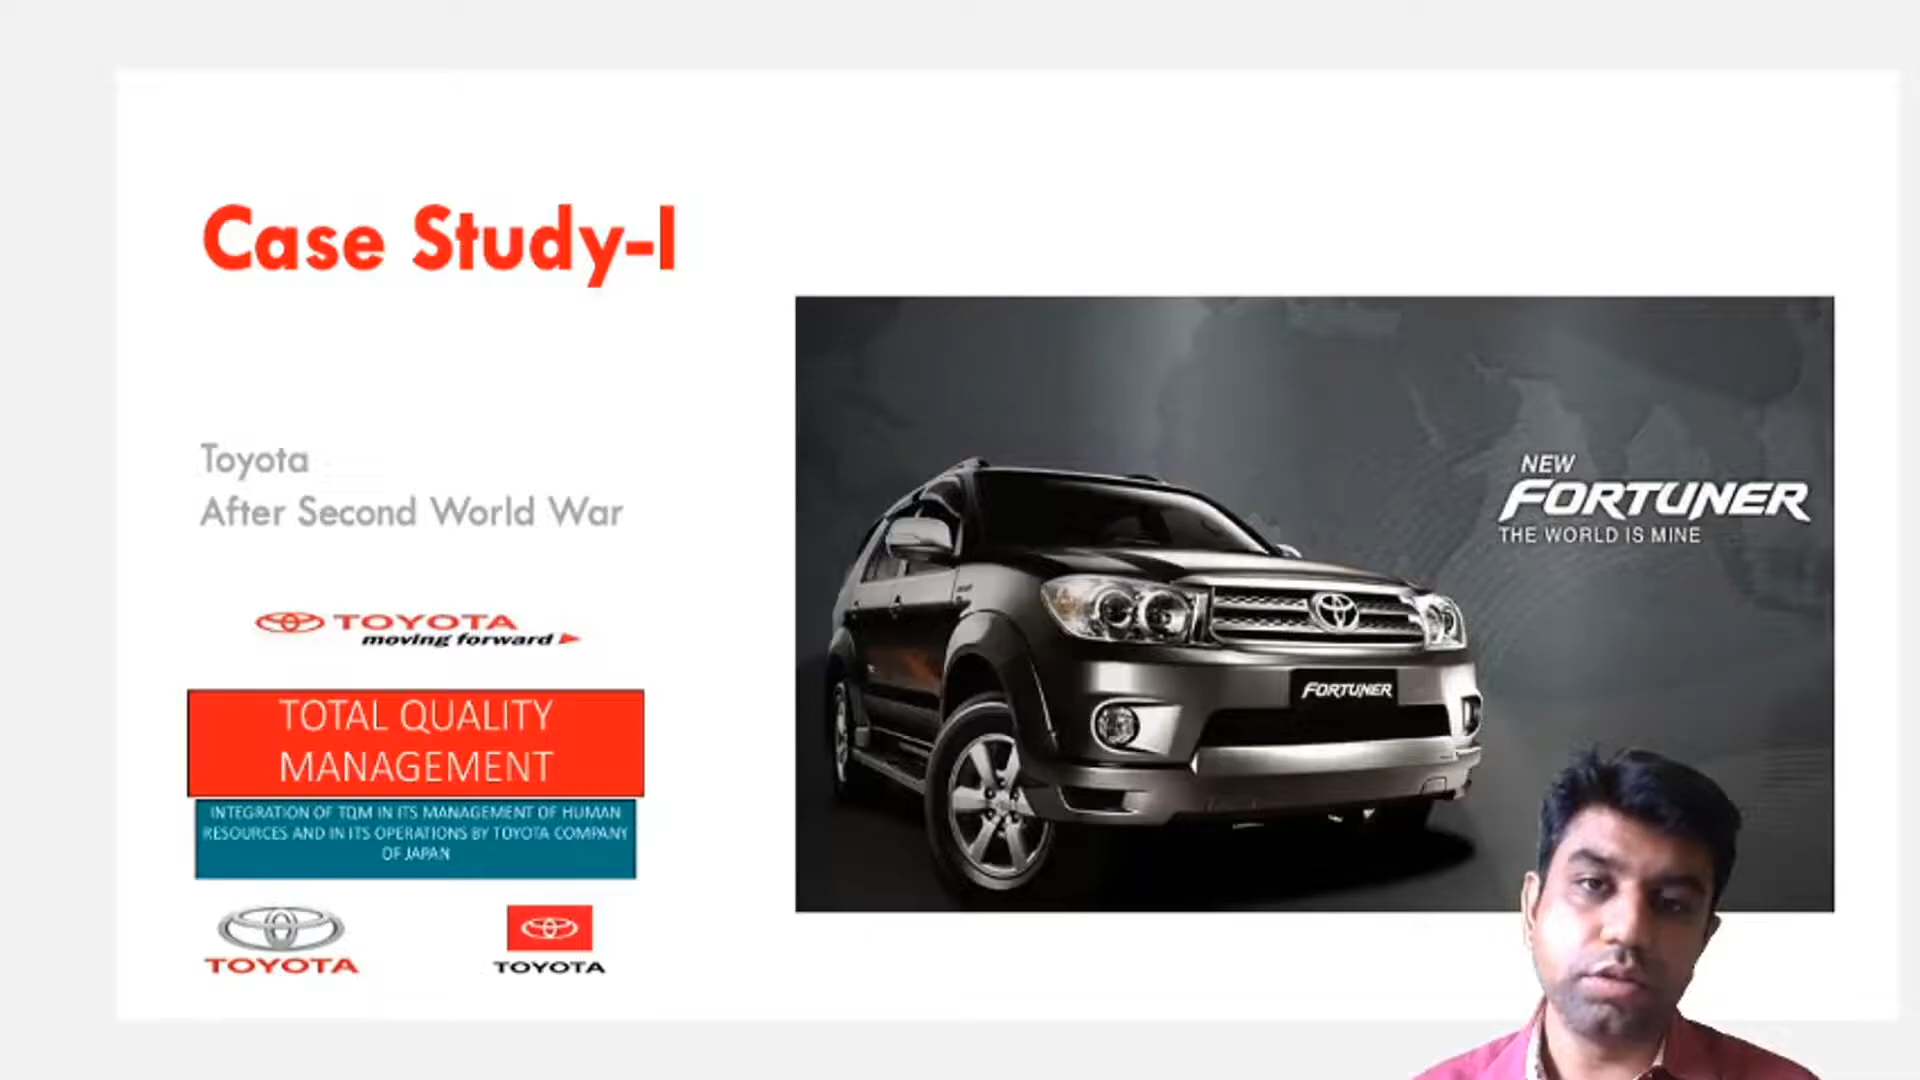 Case Study-I
Toyota
After Second World War
TOYOTA
moving forward
TOTAL QUALITY
MANAGEMENT
INTEGRATION OF TQM IN ITS MANAGEMENT OF HUMAN
RESOURCES AND IN ITS OPERATIONS BY TOYOTA COMPANY
OF JAPAN
TOYOTA
TOYOTA
NEW
FORTUNER
THE WORLD IS MINE
FORTUNER